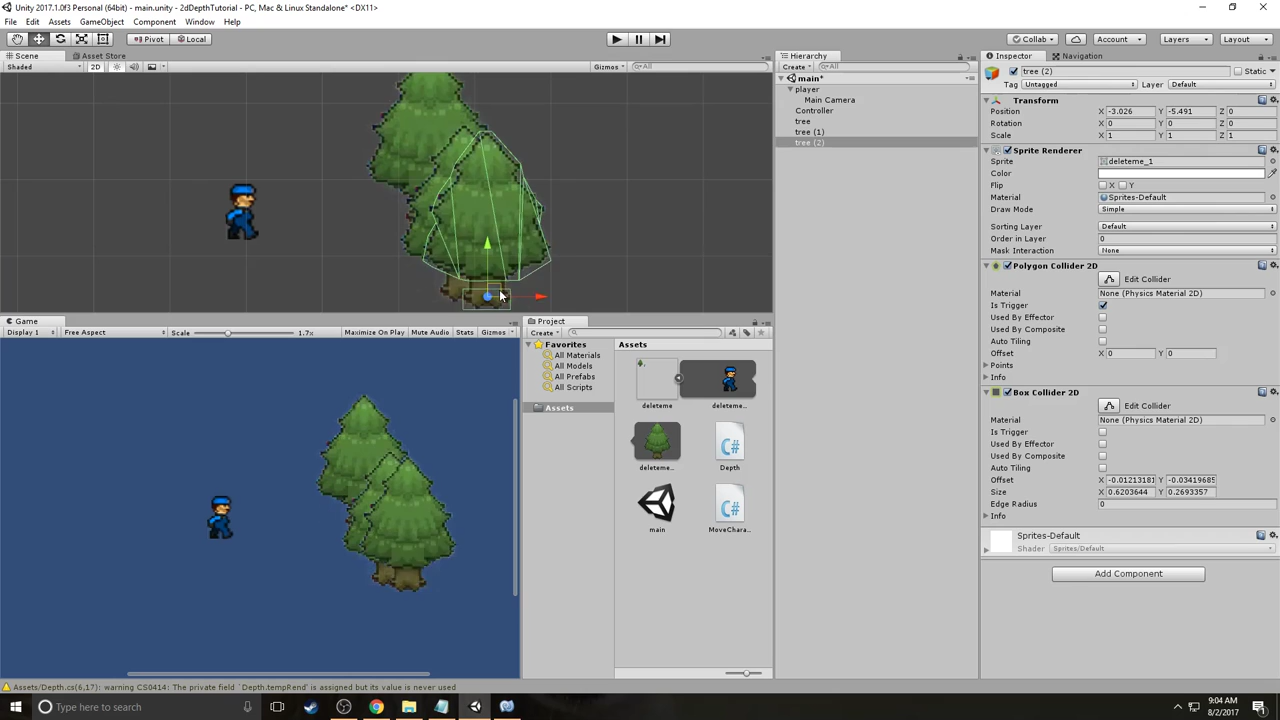 Unity 2017.1.0f3 Personal (64bit) - main.unity - 2dDepthTutorial - PC, Mac & Linux Standalone* <DX11>
File Edit Assets GameObject Component Window Help
Pivot Local Collab Account Layers Layout
Scene Asset Store
Shaded 2D Gizmos All
Hierarchy
Create All
main*
player
Main Camera
Controller
tree
tree (1)
tree (2)
Game
Display 1 Free Aspect Scale 1.7x Maximize On Play Mute Audio Stats Gizmos
Project
Create
Favorites
All Materials
All Models
All Prefabs
All Scripts
Assets
Assets
deleteme
deleteme...
deleteme...
Depth
main
MoveChara...
Inspector Navigation
tree (2) Static
Tag Untagged Layer Default
Transform
Position X -3.026 Y -5.491 Z 0
Rotation X 0 Y 0 Z 0
Scale X 1 Y 1 Z 1
Sprite Renderer
Sprite deleteme_1
Color
Flip X Y
Material Sprites-Default
Draw Mode Simple
Sorting Layer Default
Order in Layer 0
Mask Interaction None
Polygon Collider 2D
Edit Collider
Material None (Physics Material 2D)
Is Trigger
Used By Effector
Used By Composite
Auto Tiling
Offset X 0 Y 0
Points
Info
Box Collider 2D
Edit Collider
Material None (Physics Material 2D)
Is Trigger
Used By Effector
Used By Composite
Auto Tiling
Offset X -0.01213181 Y -0.03419685
Size X 0.6203644 Y 0.2693357
Edge Radius 0
Info
Sprites-Default
Shader Sprites/Default
Add Component
Assets/Depth.cs(6,17): warning CS0414: The private field `Depth.tempRend' is assigned but its value is never used
Type here to search
9:04 AM
8/2/2017